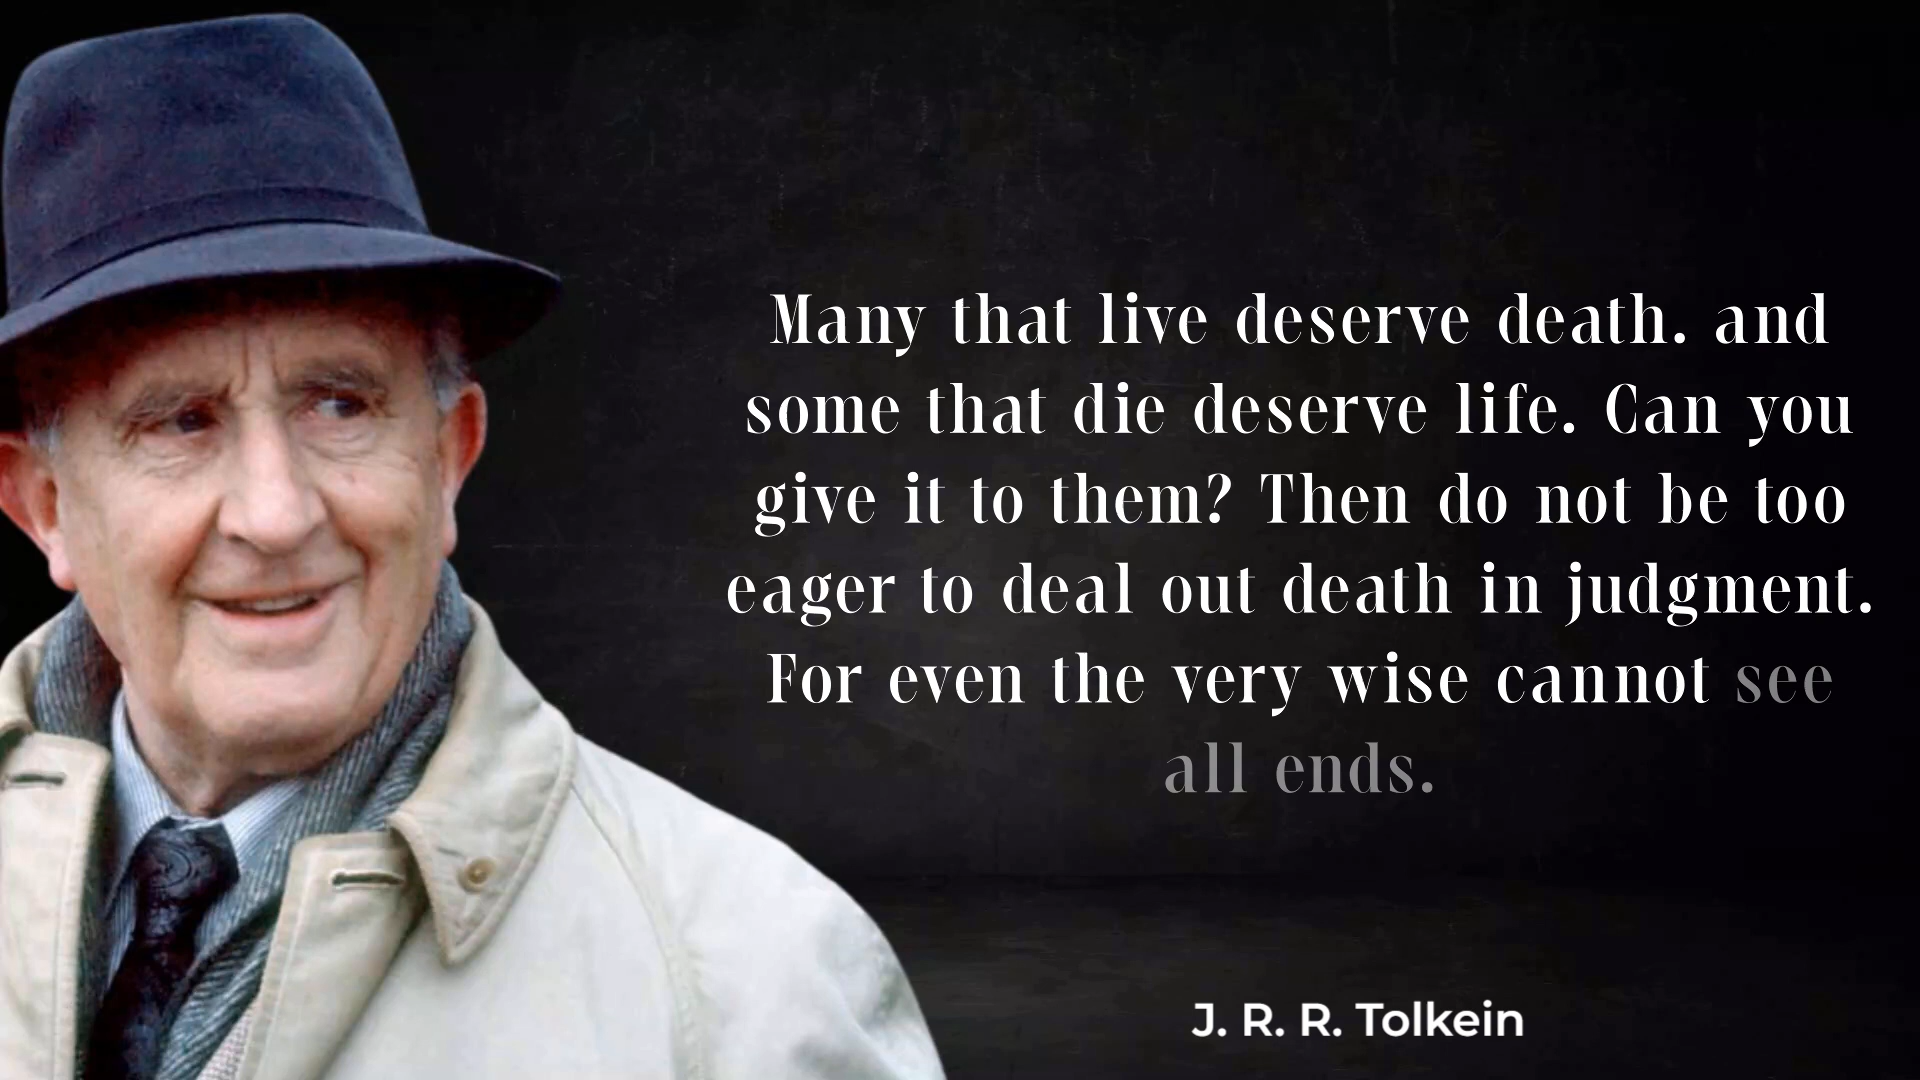 Many that live deserve death. and
some that die deserve life. Can you
give it to them? Then do not be too
eager to deal out death in judgment.
For even the very wise cannot see
all ends.
J. R. R. Tolkein